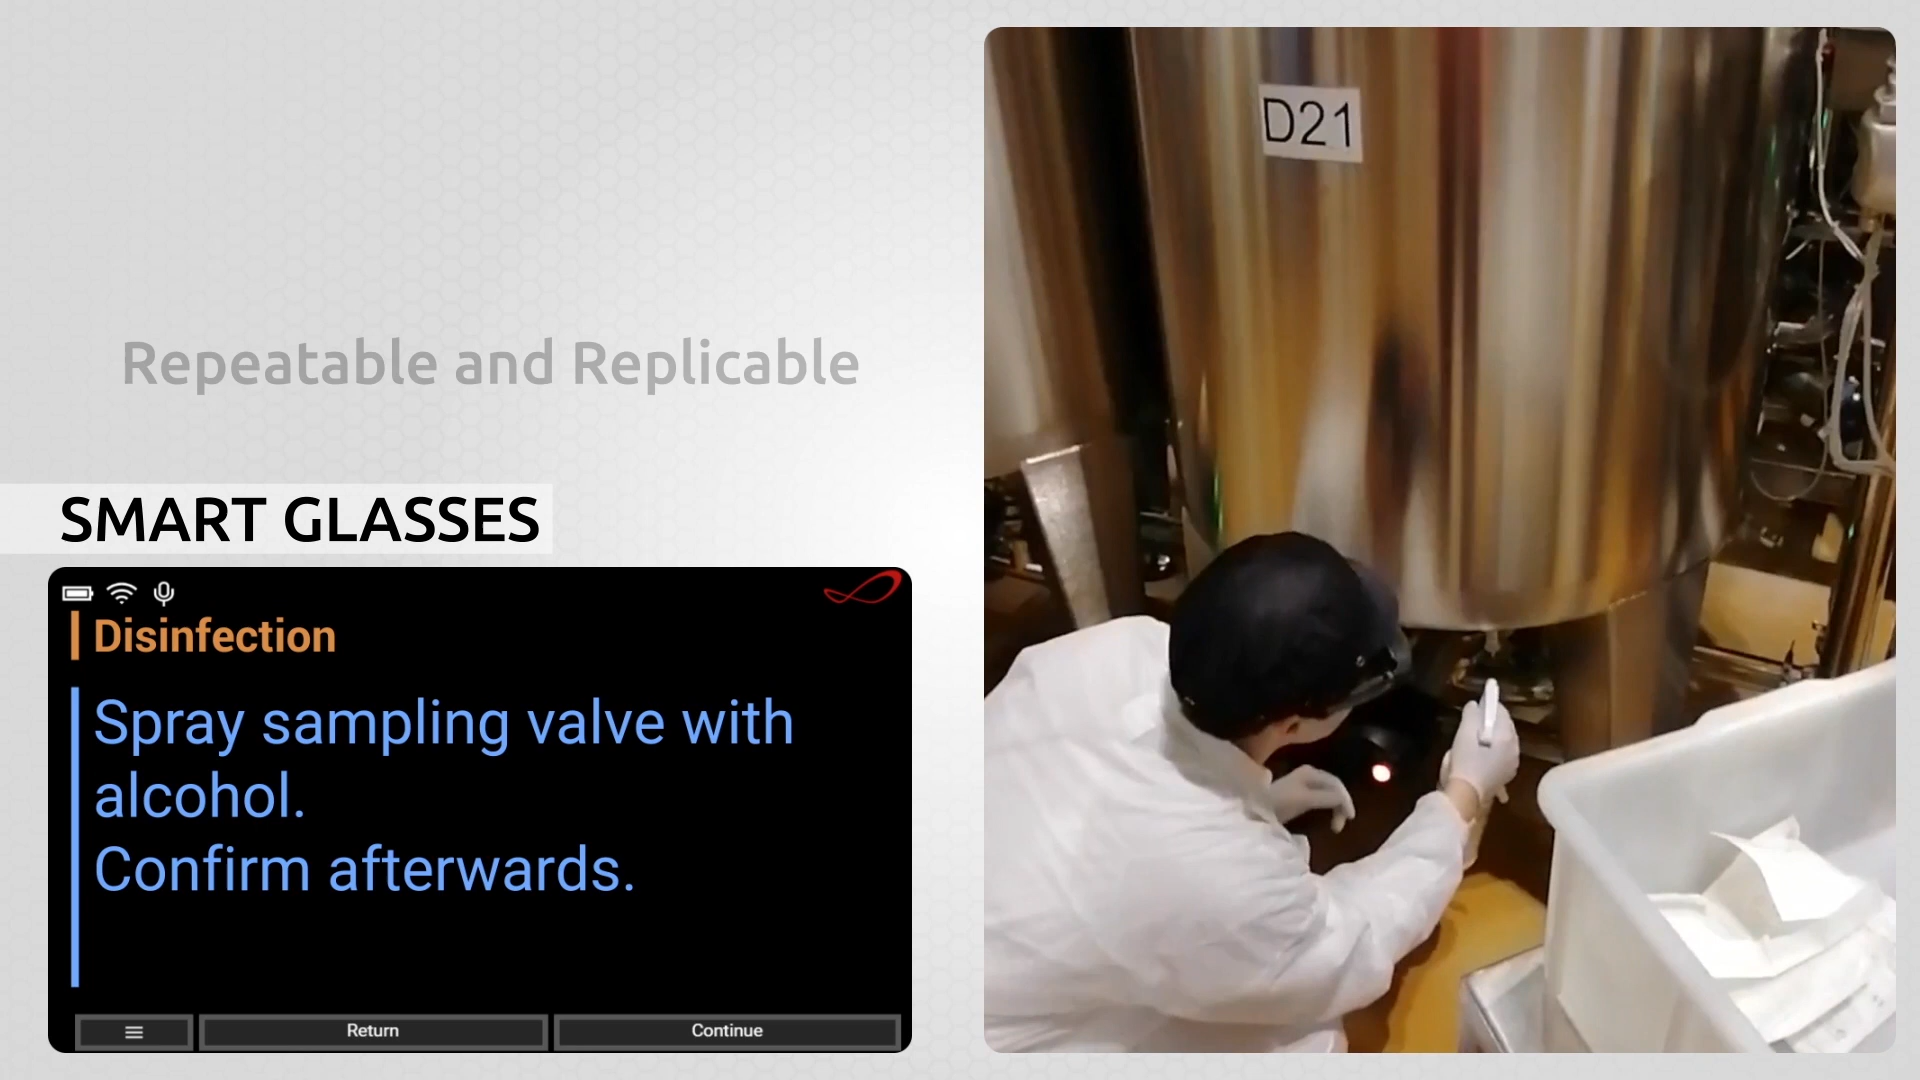 Repeatable and Replicable
SMART GLASSES
Disinfection
Spray sampling valve with
alcohol.
Confirm afterwards.
Return
Continue
D21